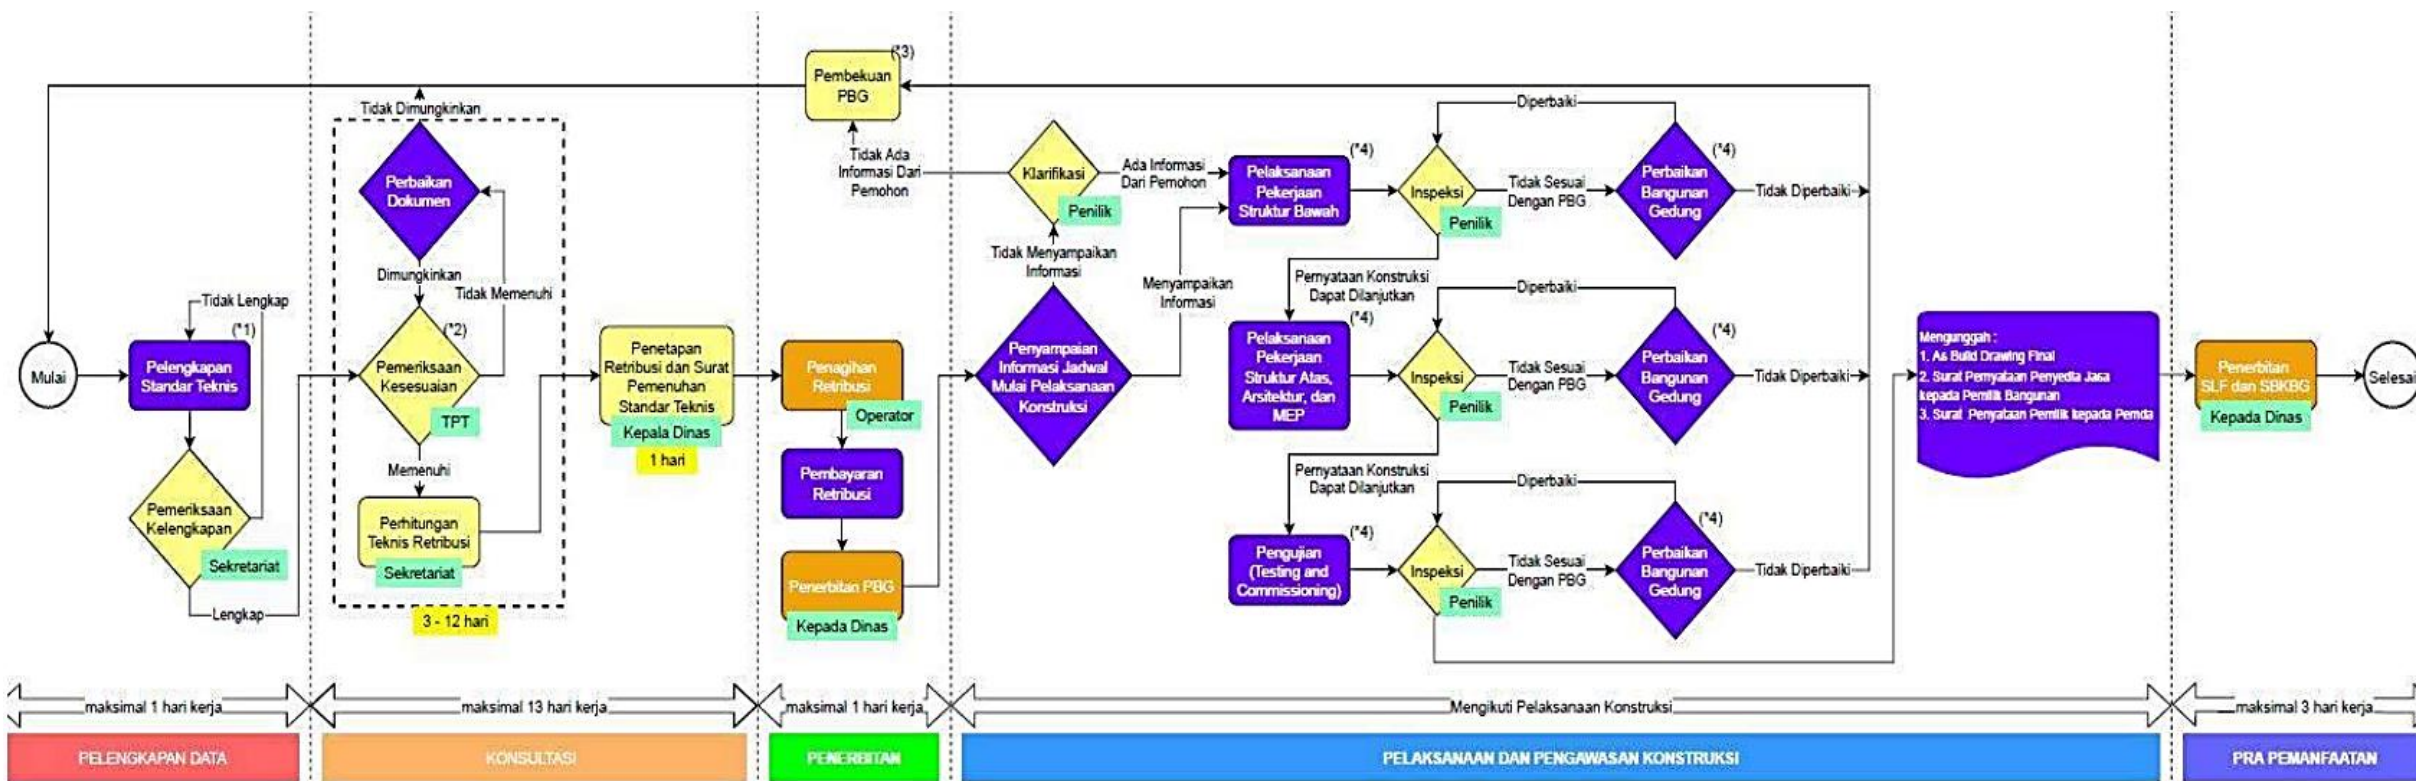 Mulai
Tidak Lengkap
(*1)
Pelengkapan
Standar Teknis
Pemeriksaan
Kelengkapan
Sekretariat
Lengkap
Tidak Dimungkinkan
Perbaikan
Dokumen
Dimungkinkan
Tidak Memenuhi
(*2)
Pemeriksaan
Kesesuaian
TPT
Memenuhi
Perhitungan
Teknis Retribusi
Sekretariat
3 - 12 hari
Penetapan
Retribusi dan Surat
Pemenuhan
Standar Teknis
Kepala Dinas
1 hari
(*3)
Pembekuan
PBG
Tidak Ada
Informasi Dari
Pemohon
Penagihan
Retribusi
Operator
Pembayaran
Retribusi
Penerbitan PBG
Kepada Dinas
Klarifikasi
Penilik
Ada Informasi
Dari Pemohon
Tidak Menyampaikan
Informasi
Menyampaikan
Informasi
Penyampaian
Informasi Jadwal
Mulai Pelaksanaan
Konstruksi
(*4)
Pelaksanaan
Pekerjaan
Struktur Bawah
Diperbaiki
Inspeksi
Penilik
Tidak Sesuai
Dengan PBG
(*4)
Perbaikan
Bangunan
Gedung
Tidak Diperbaiki
Pernyataan Konstruksi
Dapat Dilanjutkan
(*4)
Pelaksanaan
Pekerjaan
Struktur Atas,
Arsitektur, dan
MEP
Diperbaiki
Inspeksi
Penilik
Tidak Sesuai
Dengan PBG
(*4)
Perbaikan
Bangunan
Gedung
Tidak Diperbaiki
Pernyataan Konstruksi
Dapat Dilanjutkan
(*4)
Pengujian
(Testing and
Commissioning)
Diperbaiki
Inspeksi
Penilik
Tidak Sesuai
Dengan PBG
(*4)
Perbaikan
Bangunan
Gedung
Tidak Diperbaiki
Mengunggah :
1. As Build Drawing Final
2. Surat Pernyataan Penyedia Jasa
kepada Pemilik Bangunan
3. Surat Penyataan Pemilik kepada Pemda
Penerbitan
SLF dan SBKBG
Kepada Dinas
Selesai
maksimal 1 hari kerja
maksimal 13 hari kerja
maksimal 1 hari kerja
Mengikuti Pelaksanaan Konstruksi
maksimal 3 hari kerja
PELENGKAPAN DATA
KONSULTASI
PENERBITAN
PELAKSANAAN DAN PENGAWASAN KONSTRUKSI
PRA PEMANFAATAN